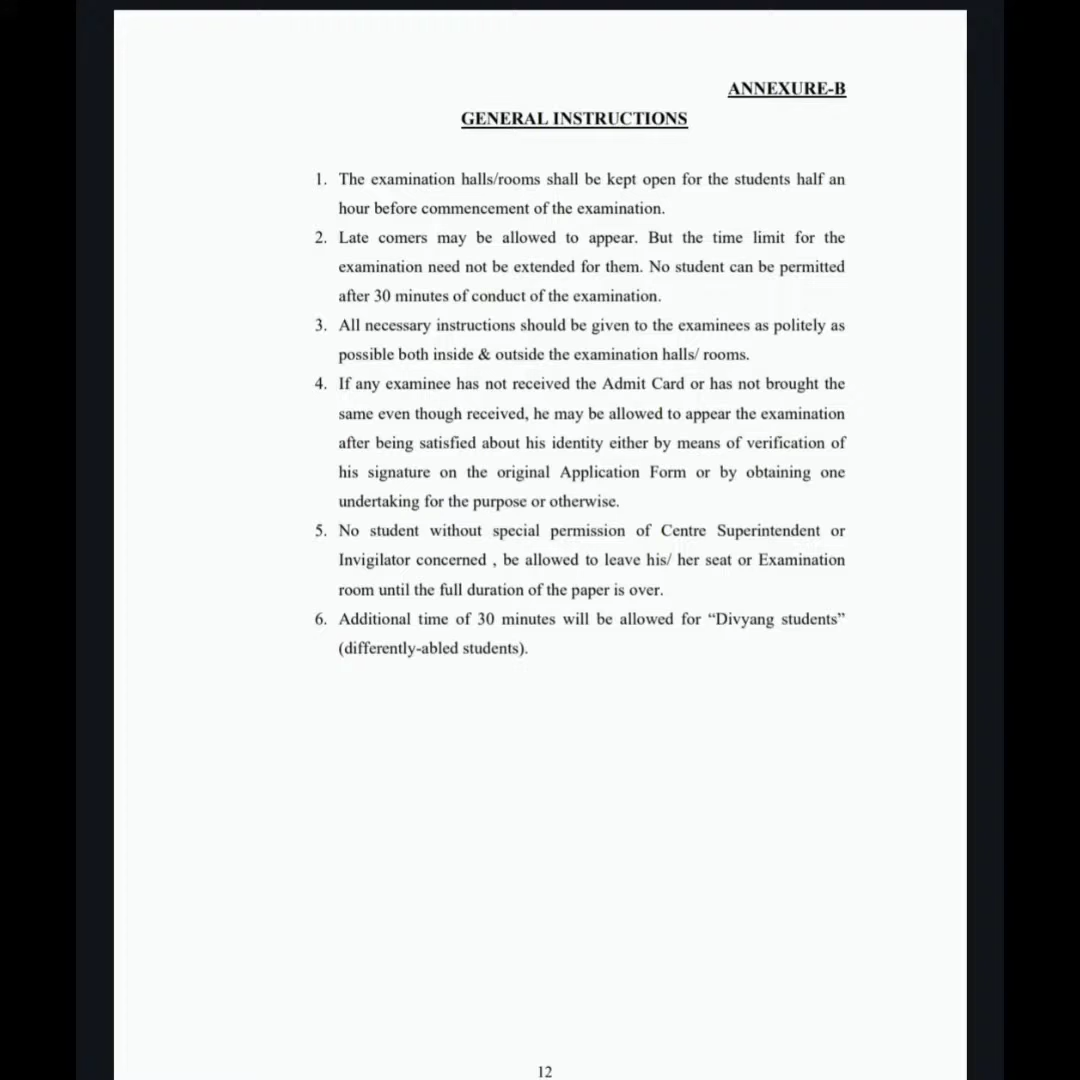 ANNEXURE-B
GENERAL INSTRUCTIONS
1. The examination halls/rooms shall be kept open for the students half an
hour before commencement of the examination.
2. Late comers may be allowed to appear. But the time limit for the
examination need not be extended for them. No student can be permitted
after 30 minutes of conduct of the examination.
3. All necessary instructions should be given to the examinees as politely as
possible both inside & outside the examination halls/ rooms.
4. If any examinee has not received the Admit Card or has not brought the
same even though received, he may be allowed to appear the examination
after being satisfied about his identity either by means of verification of
his signature on the original Application Form or by obtaining one
undertaking for the purpose or otherwise.
5. No student without special permission of Centre Superintendent or
Invigilator concerned , be allowed to leave his/ her seat or Examination
room until the full duration of the paper is over.
6. Additional time of 30 minutes will be allowed for “Divyang students”
(differently-abled students).
12